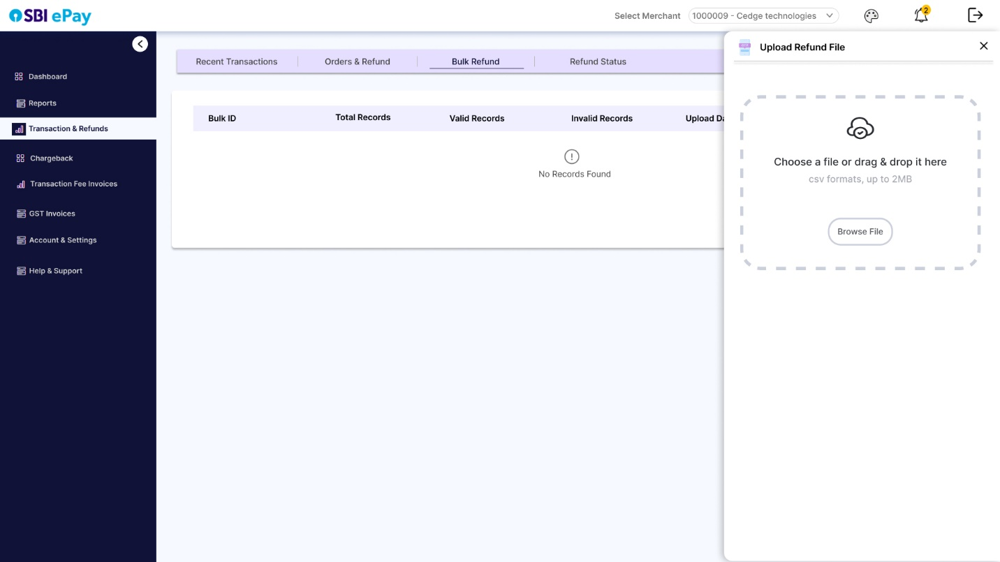 SBI ePay
Select Merchant
1000009 - Cedge technologies
2
Dashboard
Reports
Transaction & Refunds
Chargeback
Transaction Fee Invoices
GST Invoices
Account & Settings
Help & Support
Recent Transactions
Orders & Refund
Bulk Refund
Refund Status
Bulk ID
Total Records
Valid Records
Invalid Records
Upload
No Records Found
Upload Refund File
Choose a file or drag & drop it here
csv formats, up to 2MB
Browse File